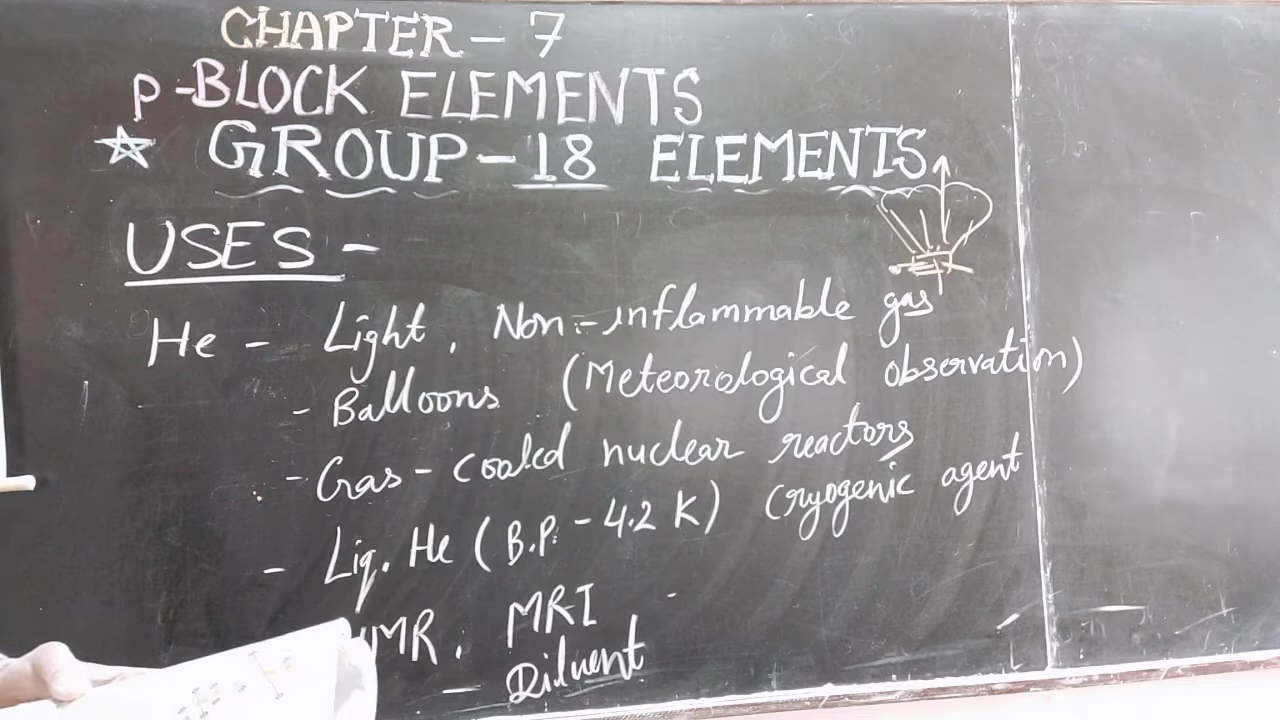 CHAPTER - 7
p-BLOCK ELEMENTS
GROUP-18 ELEMENTS
USES -
He - Light, Non-inflammable gas
- Balloons (Meteorological observation)
- Gas-cooled nuclear reactors
- Liq. He (B.P. - 4.2 K) Cryogenic agent
NMR, MRI
- Diluent